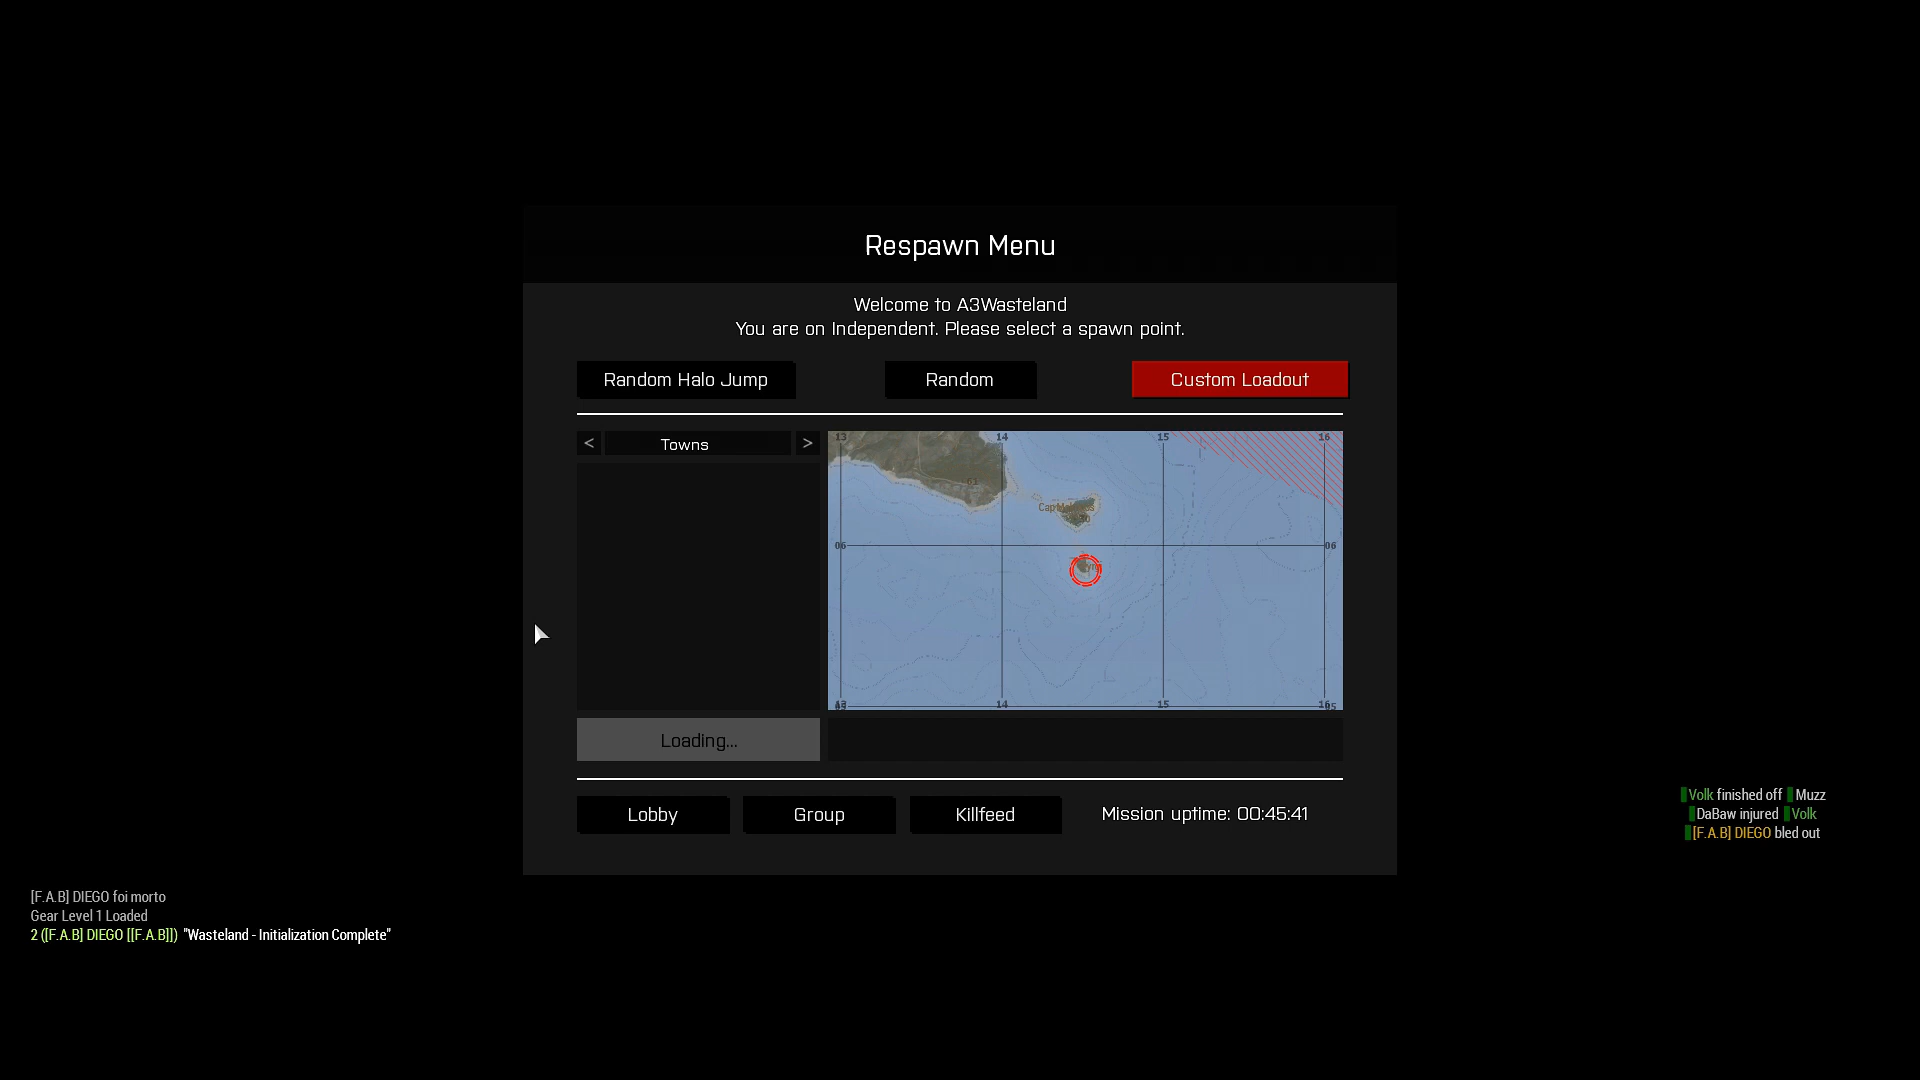 Respawn Menu
Welcome to A3Wasteland
You are on Independent. Please select a spawn point.
Random Halo Jump
Random
Custom Loadout
<
Towns
>
13
14
15
16
61
06
06
13
14
15
Loading...
Lobby
Group
Killfeed
Mission uptime: 00:45:41
Volk finished off Muzz
DaBaw injured Volk
[F.A.B] DIEGO bled out
[F.A.B] DIEGO foi morto
Gear Level 1 Loaded
2 ([F.A.B] DIEGO [[F.A.B]]) "Wasteland - Initialization Complete"